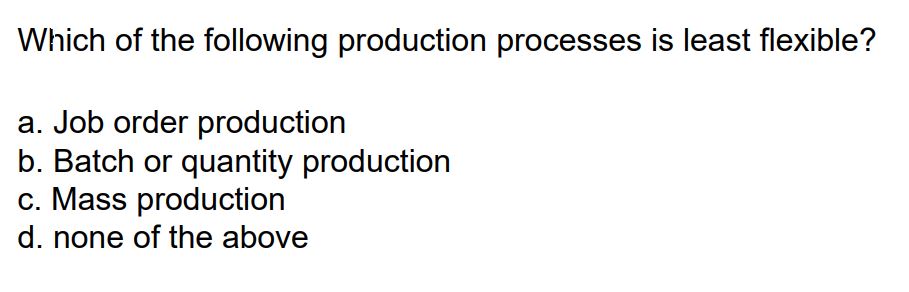 Which of the following production processes is least flexible?
a. Job order production
b. Batch or quantity production
c. Mass production
d. none of the above